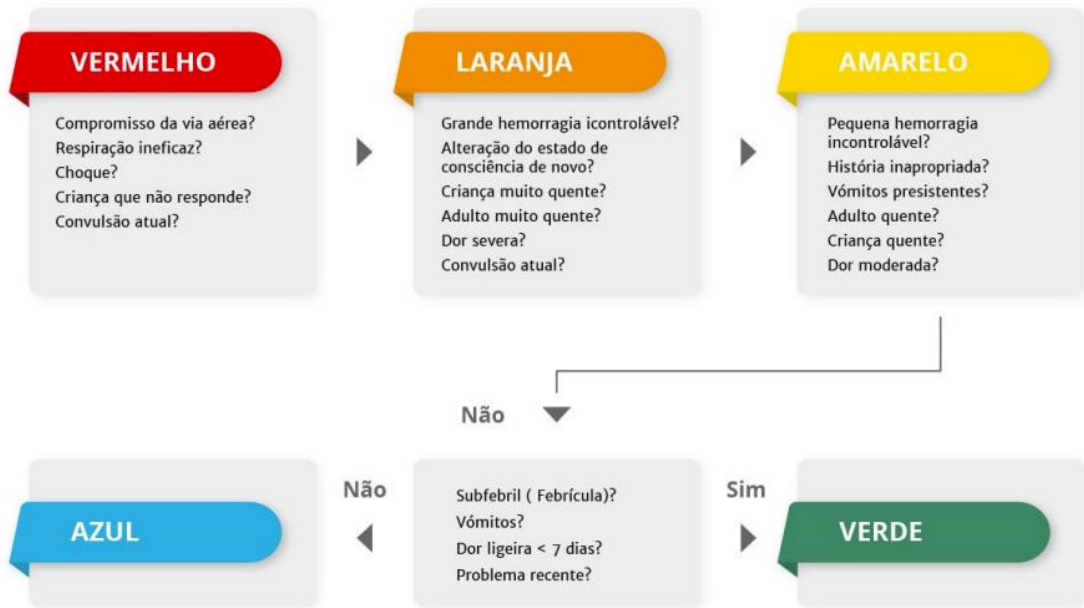 VERMELHO
Compromisso da via aérea?
Respiração ineficaz?
Choque?
Criança que não responde?
Convulsão atual?
LARANJA
Grande hemorragia icontrolável?
Alteração do estado de
consciência de novo?
Criança muito quente?
Adulto muito quente?
Dor severa?
Convulsão atual?
AMARELO
Pequena hemorragia
incontrolável?
História inapropriada?
Vómitos presistentes?
Adulto quente?
Criança quente?
Dor moderada?
Não
AZUL
Não
Subfebril ( Febrícula)?
Vómitos?
Dor ligeira < 7 dias?
Problema recente?
Sim
VERDE